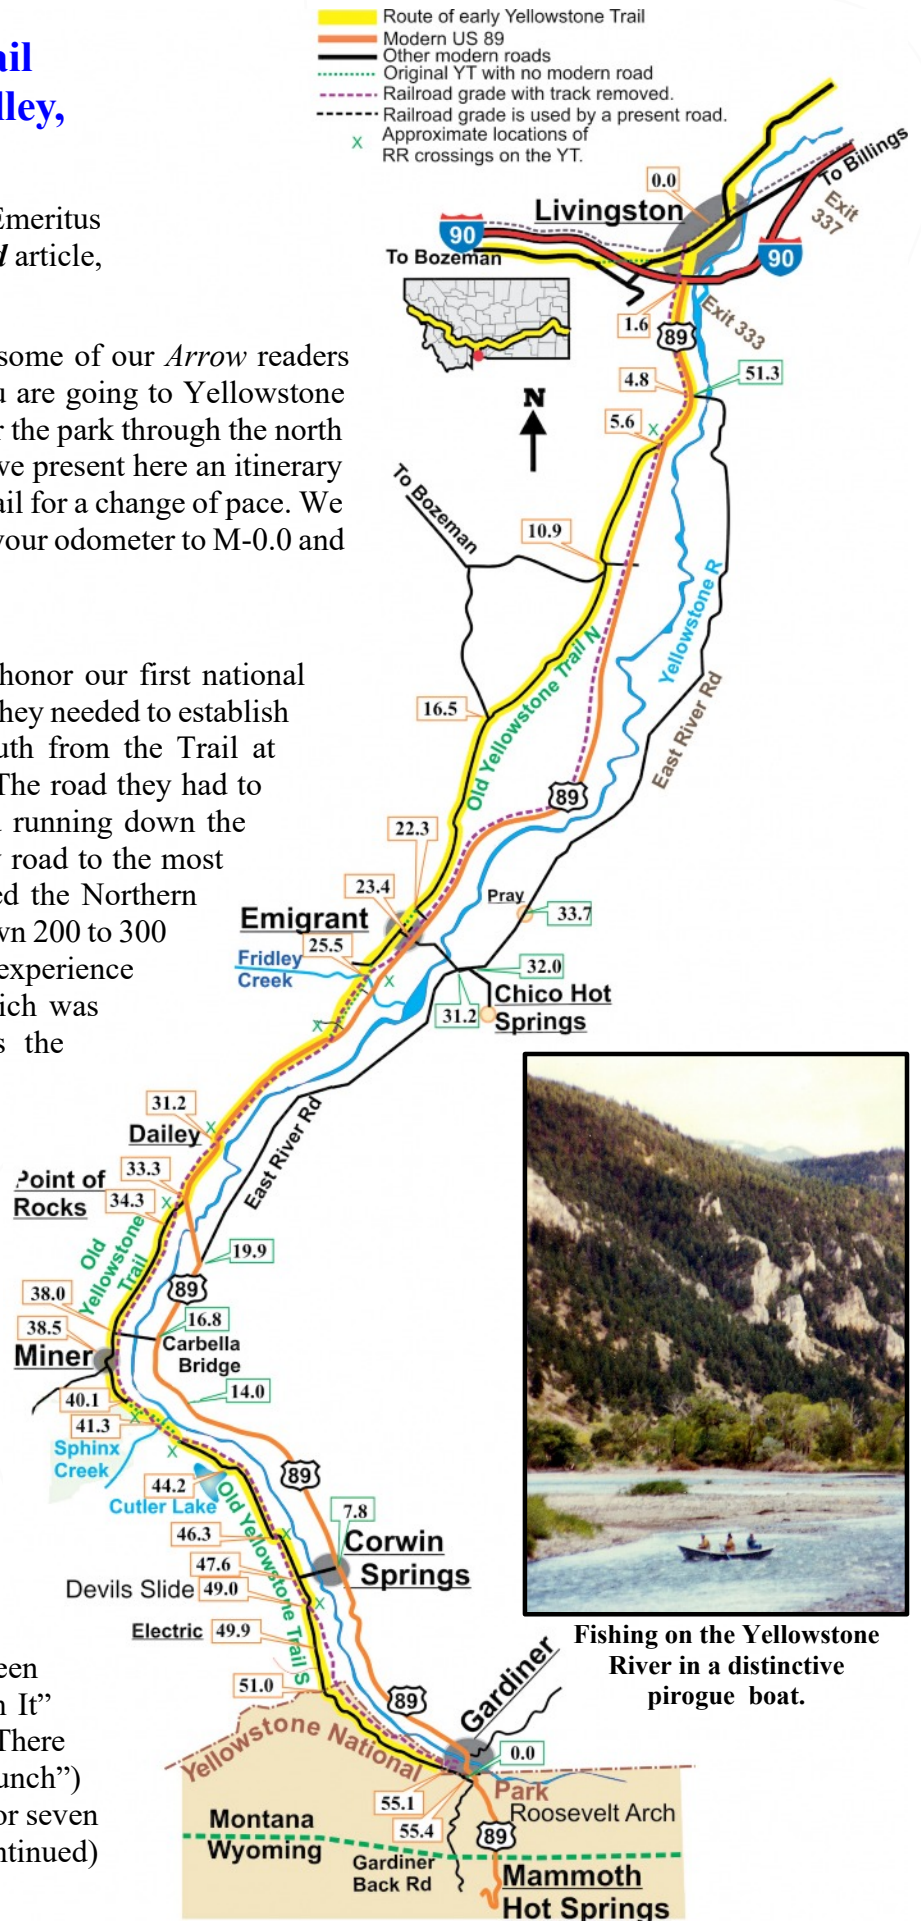 ail
lley,
Emeritus
d article,
some of our Arrow readers
u are going to Yellowstone
r the park through the north
we present here an itinerary
ail for a change of pace. We
your odometer to M-0.0 and
honor our first national
they needed to establish
uth from the Trail at
The road they had to
running down the
road to the most
ed the Northern
wn 200 to 300
experience
ich was
s the
een
n It”
There
unch”)
or seven
ntinued)
Route of early Yellowstone Trail
Modern US 89
Other modern roads
Original YT with no modern road
Railroad grade with track removed.
Railroad grade is used by a present road.
x Approximate locations of
RR crossings on the YT.
0.0
To Billings
Livingston
Exit
337
90
To Bozeman
90
1.6
Exit 333
89
4.8
51.3
N
5.6
x
To Bozeman
10.9
Yellowstone R
Old Yellowstone Trail N
16.5
East River Rd
89
22.3
23.4
Pray
33.7
Emigrant
25.5
Fridley
Creek
x
32.0
31.2
Chico Hot
Springs
x
31.2
x
Dailey
East River Rd
33.3
Point of
Rocks
34.3
x
Old
Yellowstone
Trail
19.9
89
38.0
16.8
38.5
Carbella
Bridge
Miner
14.0
40.1
41.3
x
Sphinx
Creek
x
89
44.2
Cutler Lake
Old Yellowstone Trail S
7.8
46.3
x
Corwin
Springs
47.6
Devils Slide
49.0
x
Electric
49.9
51.0
Fishing on the Yellowstone
River in a distinctive
pirogue boat.
89
Gardiner
0.0
Yellowstone National Park
55.1
55.4
Roosevelt Arch
Montana
Wyoming
89
Gardiner
Back Rd
Mammoth
Hot Springs